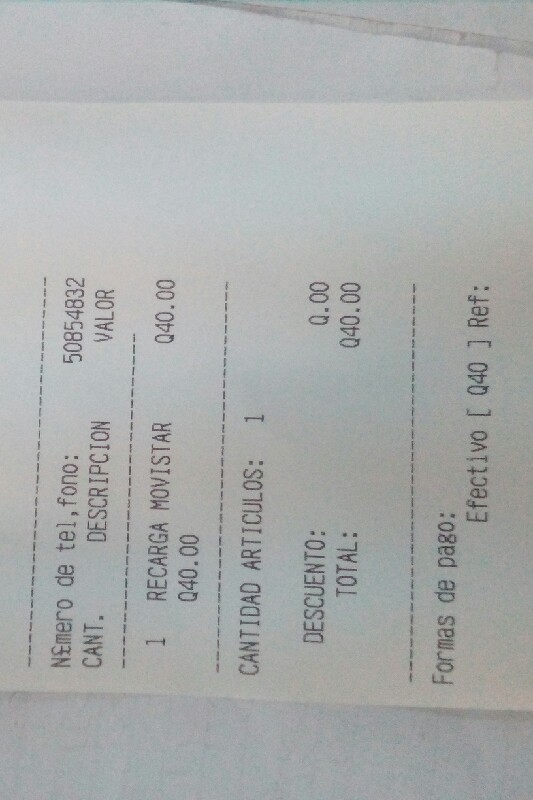 ----------------------------------------
N£mero de tel,fono: 50854832
CANT. DESCRIPCION VALOR
----------------------------------
1 RECARGA MOVISTAR Q40.00
Q40.00
----------------------------------------
CANTIDAD ARTICULOS: 1
DESCUENTO: Q.00
TOTAL: Q40.00
----------------------------------------
Formas de pago:
Efectivo [ Q40 ] Ref: